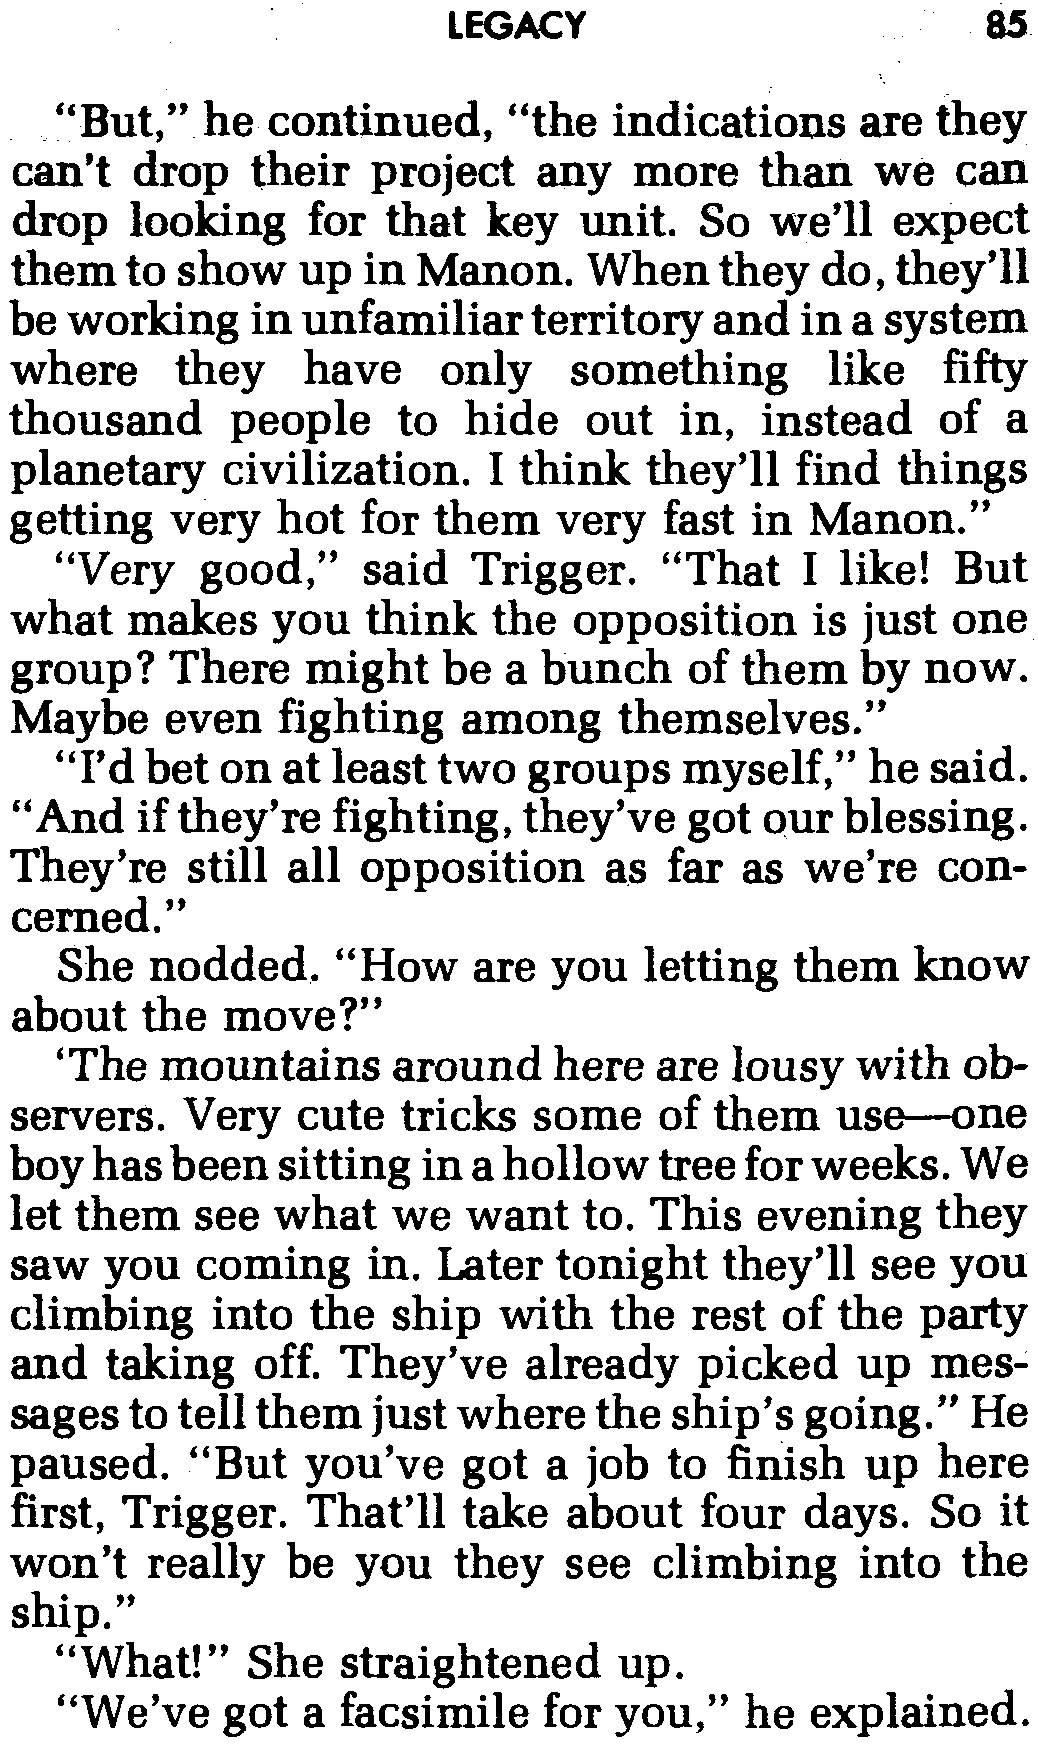 LEGACY 85
“But,” he continued, “the indications are they
can't drop their project any more than we can
drop looking for that key unit. So we’ll expect
them to show up in Manon. When they do, they’ll
be working in unfamiliar territory and in a system
where they have only something like fifty
thousand people to hide out in, instead of a
planetary civilization. I think they’ll find things
getting very hot for them very fast in Manon.”
“Very good,” said Trigger. “That I like! But
what makes you think the opposition is just one
group? There might be a bunch of them by now.
Maybe even fighting among themselves.”
“I’d bet on at least two groups myself,” he said.
“And if they’re fighting, they’ve got our blessing.
They’re still all opposition as far as we’re con-
cerned.”
She nodded. “How are you letting them know
about the move?”
‘The mountains around here are lousy with ob-
servers. Very cute tricks some of them use—one
boy has been sitting in a hollow tree for weeks. We
let them see what we want to. This evening they
saw you coming in. Later tonight they’ll see you
climbing into the ship with the rest of the party
and taking off. They’ve already picked up mes-
sages to tell them just where the ship’s going.” He
paused. “But you’ve got a job to finish up here
first, Trigger. That’ll take about four days. So it
won’t really be you they see climbing into the
ship.”
“What!” She straightened up.
“We’ve got a facsimile for you,” he explained.